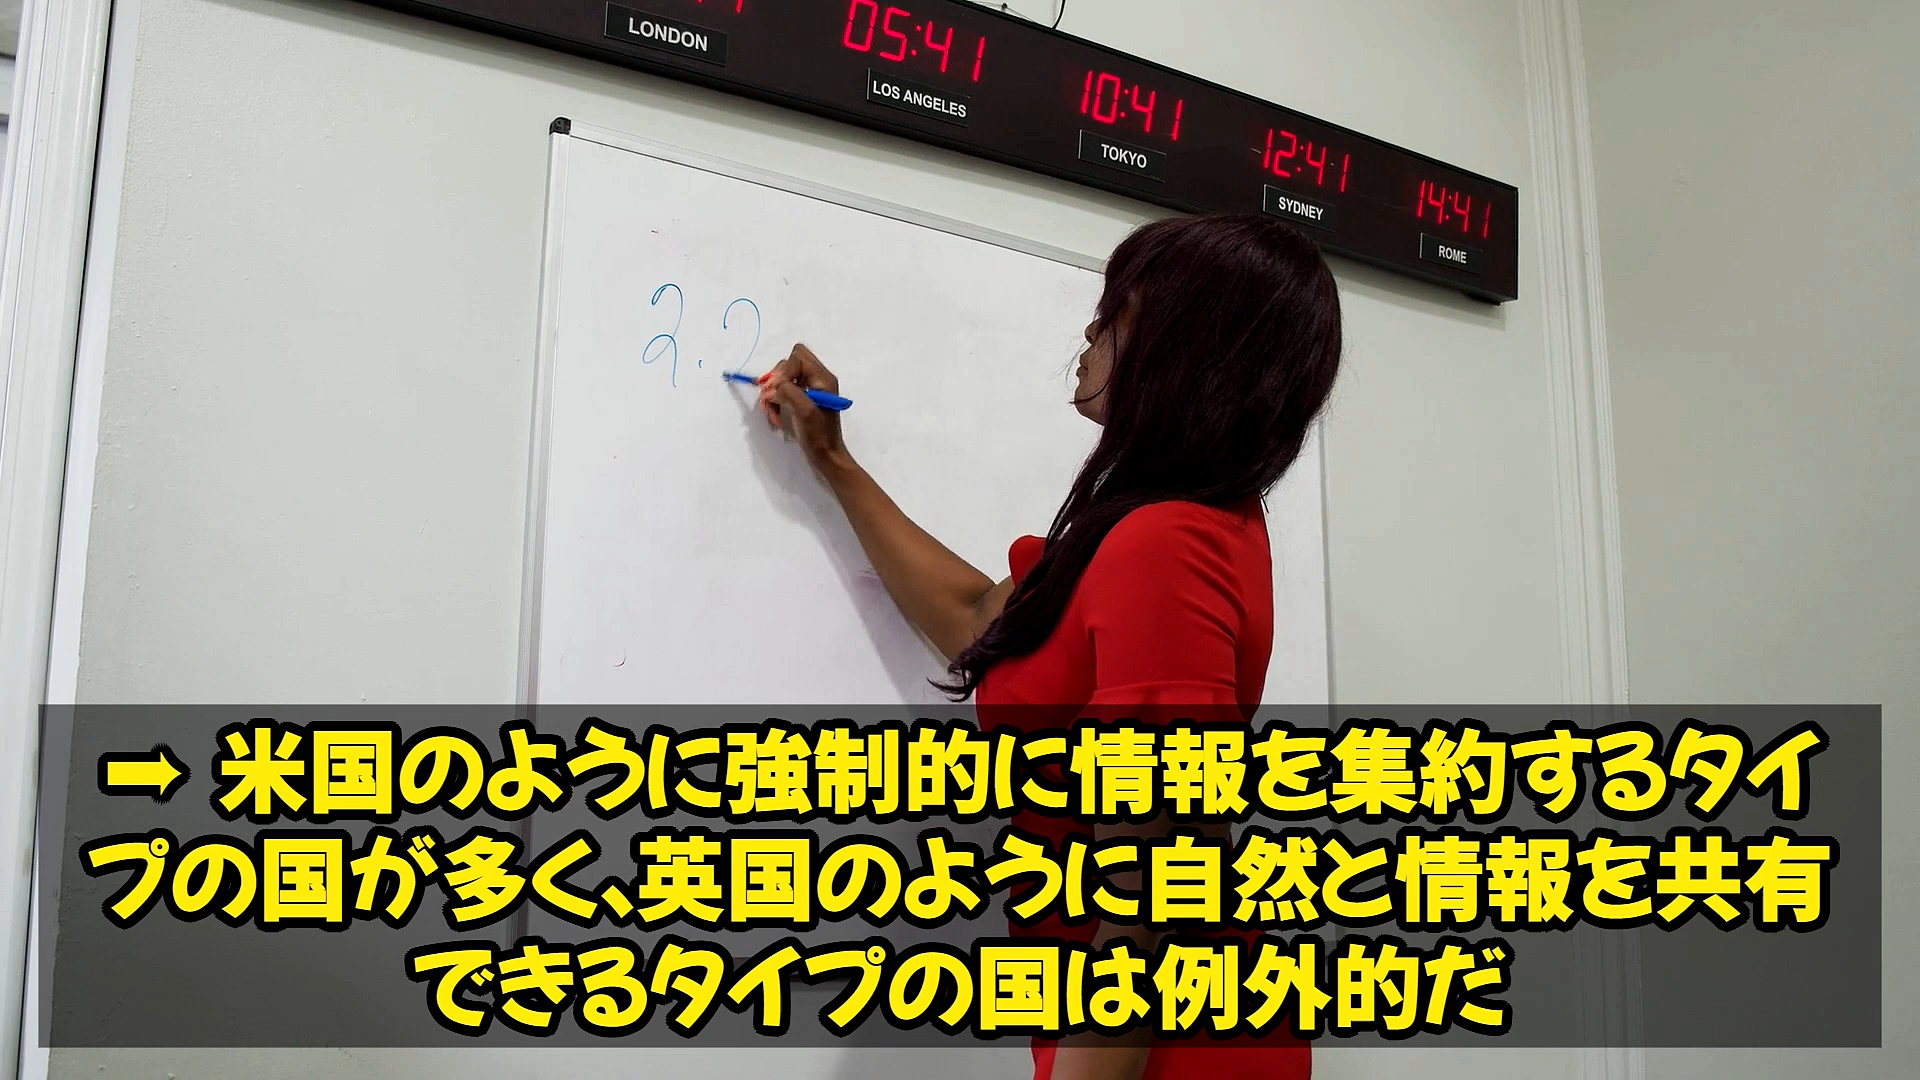 LONDON
05:41
LOS ANGELES
10:41
TOKYO
12:41
SYDNEY
14:41
ROME
2.2
➡ 米国のように強制的に情報を集約するタイ
プの国が多く、英国のように自然と情報を共有
できるタイプの国は例外的だ